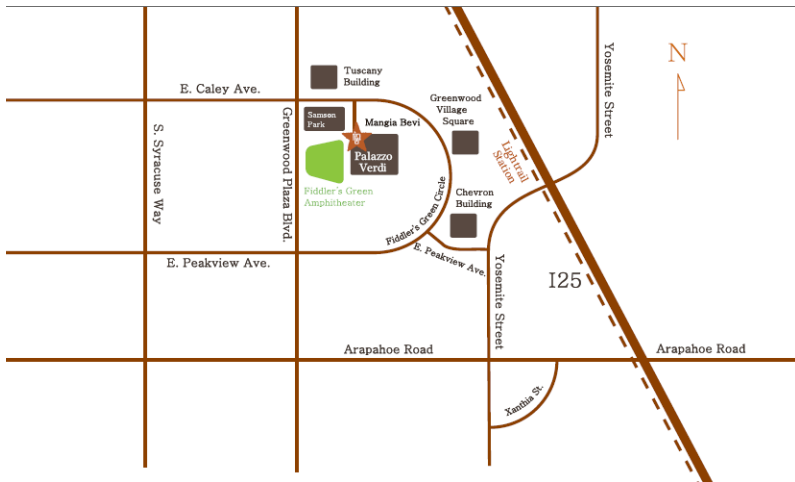 Tuscany
Building
E. Caley Ave.
Samson
Park
Mangia Bevi
Greenwood
Village
Square
Yosemite Street
N
Palazzo
Verdi
Lightrail
Station
S. Syracuse Way
Greenwood Plaza Blvd.
Fiddler's Green
Amphitheater
Fiddler's Green Circle
Chevron
Building
E. Peakview Ave.
E. Peakview Ave.
Yosemite Street
I25
Arapahoe Road
Arapahoe Road
Xanthia St.